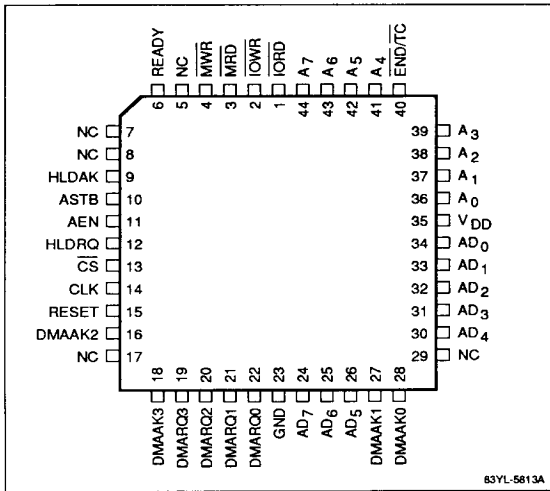 READY
NC
MWR
MRD
IOWR
IORD
A7
A6
A5
A4
END/TC
6
5
4
3
2
1
44
43
42
41
40
NC 7
NC 8
HLDAK 9
ASTB 10
AEN 11
HLDRQ 12
CS 13
CLK 14
RESET 15
DMAAK2 16
NC 17
39 A3
38 A2
37 A1
36 A0
35 VDD
34 AD0
33 AD1
32 AD2
31 AD3
30 AD4
29 NC
18
19
20
21
22
23
24
25
26
27
28
DMAAK3
DMARQ3
DMARQ2
DMARQ1
DMARQ0
GND
AD7
AD6
AD5
DMAAK1
DMAAK0
83YL-5813A